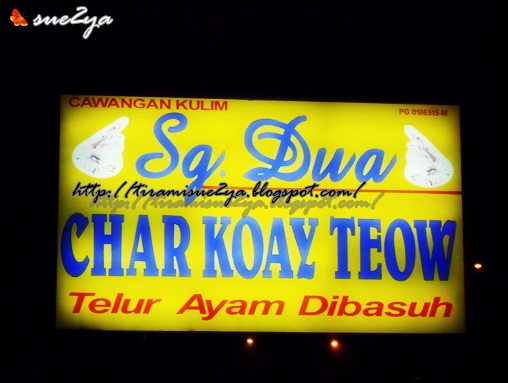 sue2ya
CAWANGAN KULIM
PG 0186515-M
Sg. Dua
http://tiramisue2ya.blogspot.com/
CHAR KOAY TEOW
Telur Ayam Dibasuh